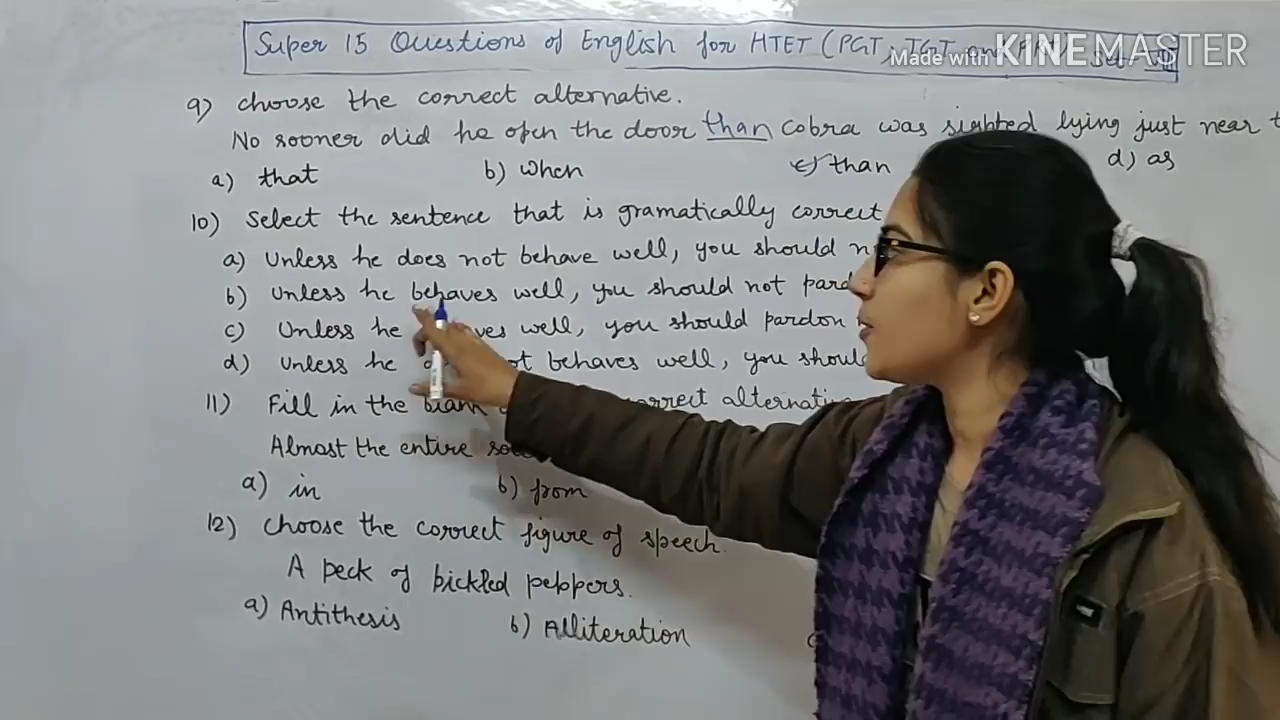 Super 15 Questions of English for HTET (PGT, TGT
Made with KINEMASTER
9) choose the correct alternative.
No sooner did he open the door than cobra was sighted lying just near
a) that b) when c) than d) as
10) Select the sentence that is gramatically correct
a) Unless he does not behave well, you should
b) Unless he behaves well, you should not
c) Unless he well, you should pardon
d) Unless he behaves well, you
11) Fill in the blank
Almost the entire
a) in b) from
12) Choose the correct figure of speech.
A peck of pickled peppers.
a) Antithesis b) Alliteration